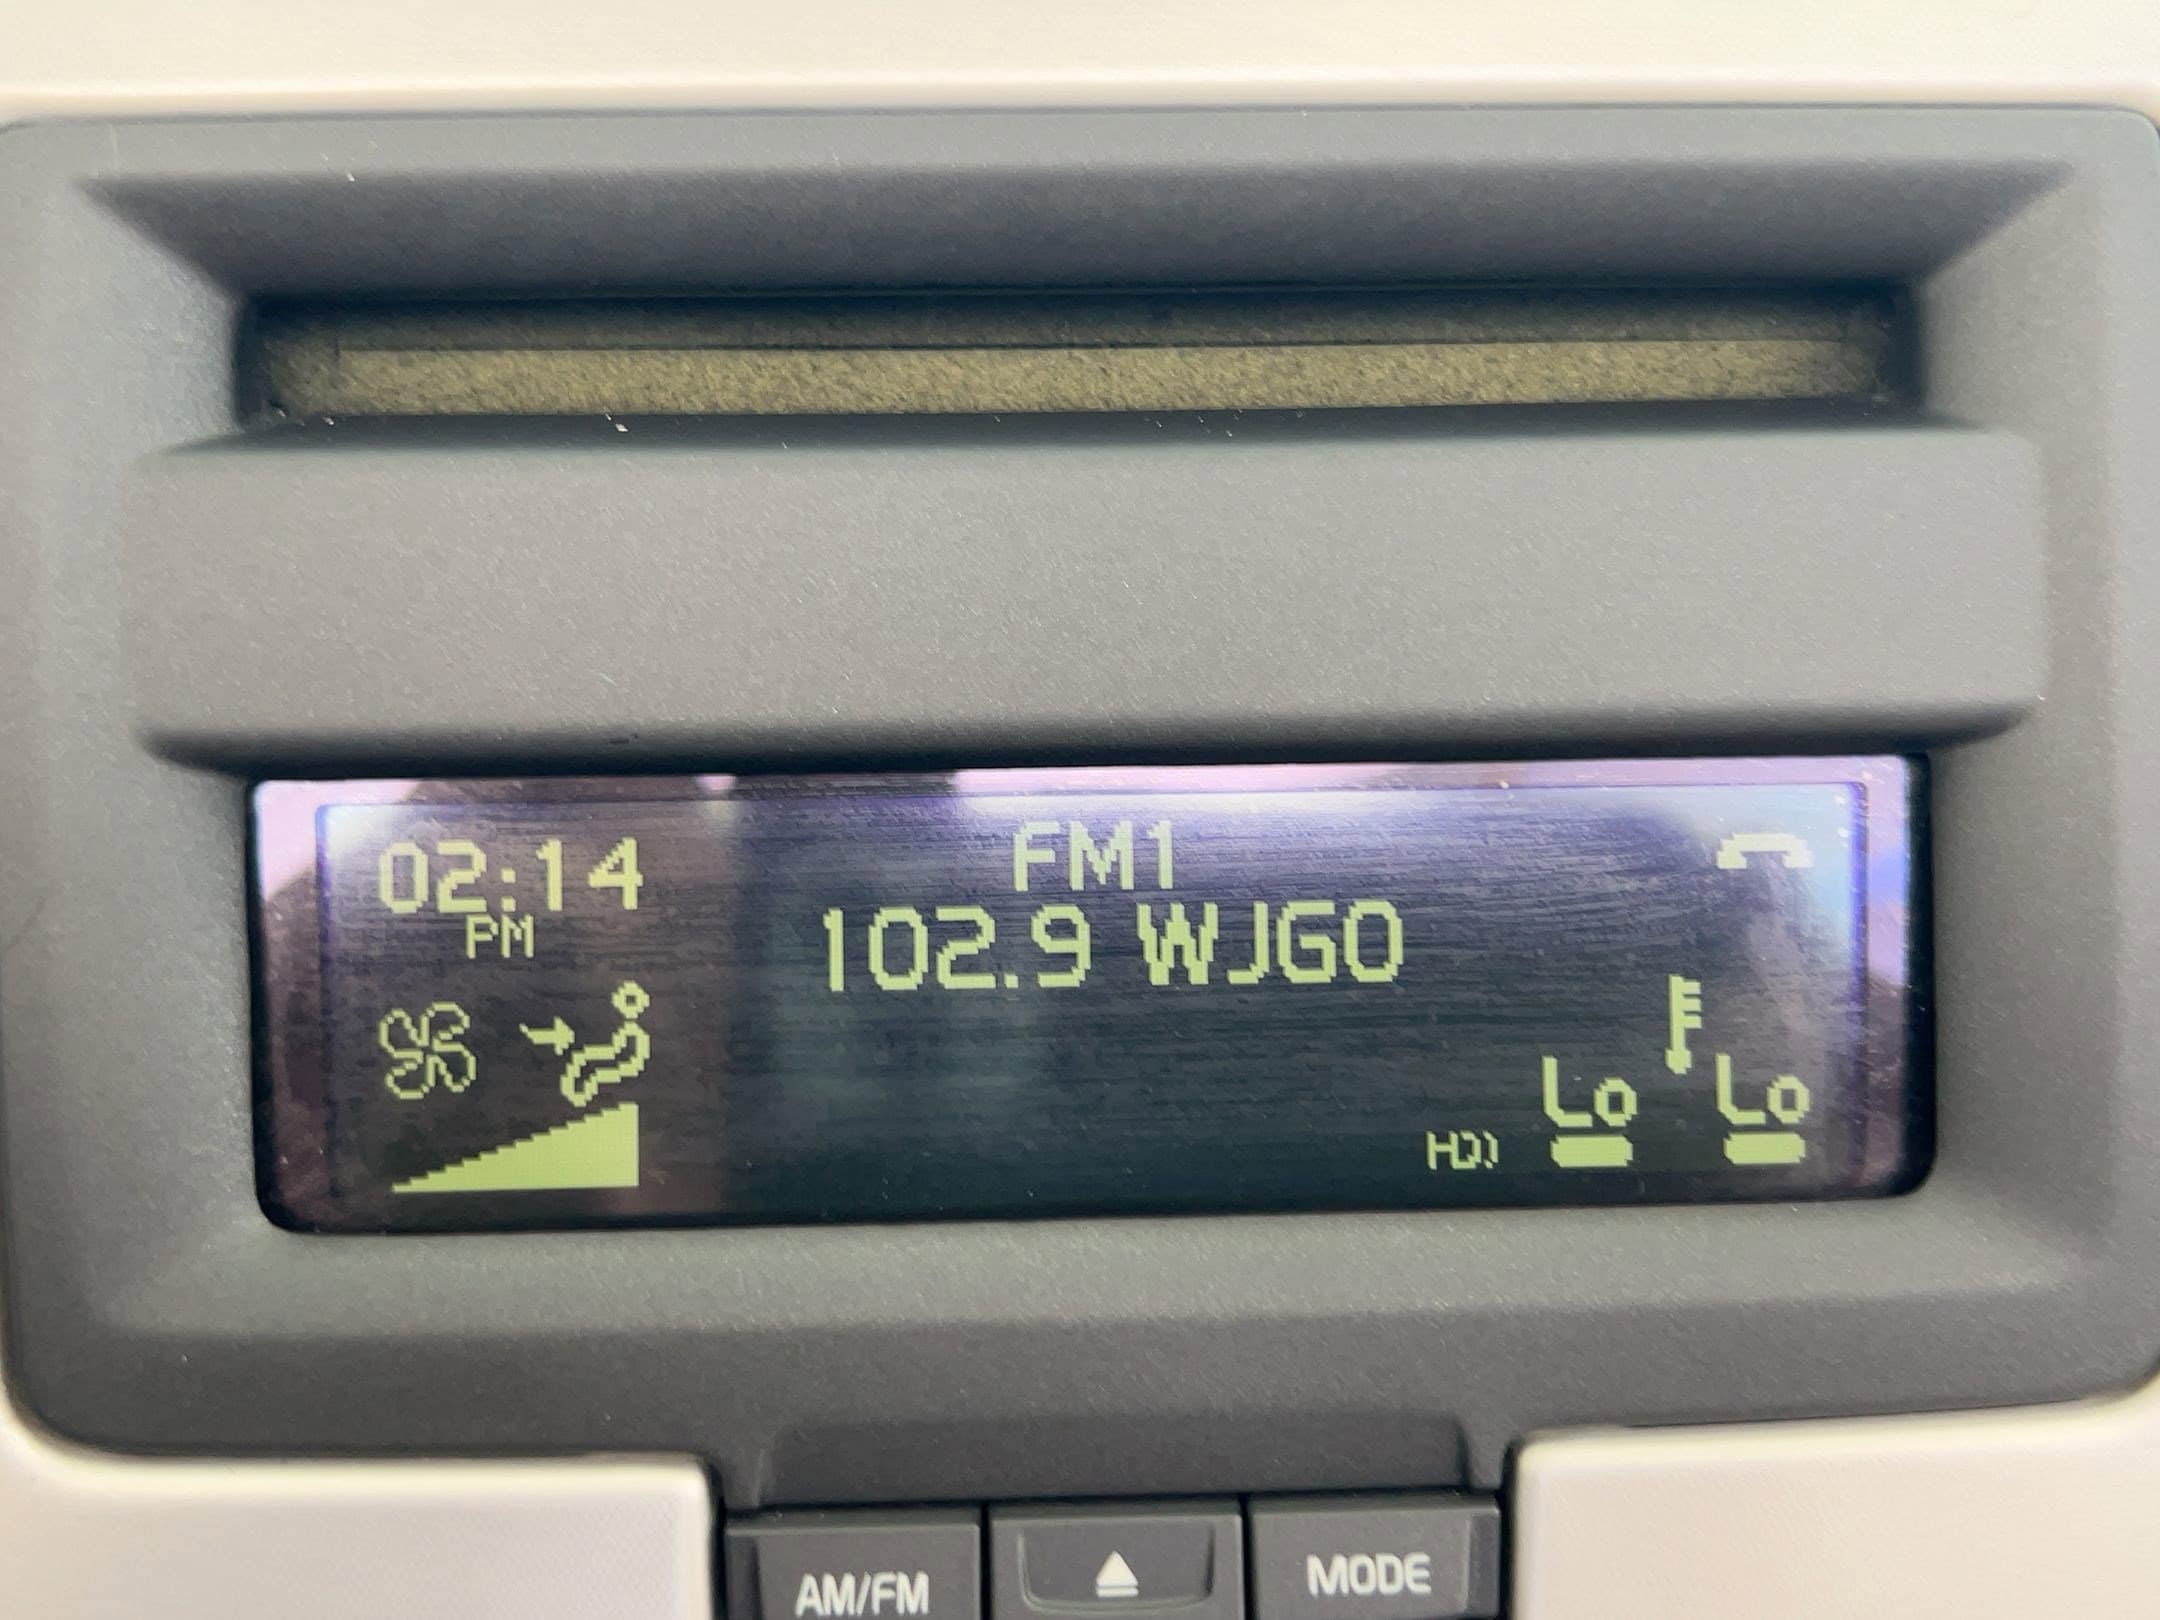 02:14
PM
FM1
102.9 WJGO
Lo Lo
HD))
AM/FM
MODE